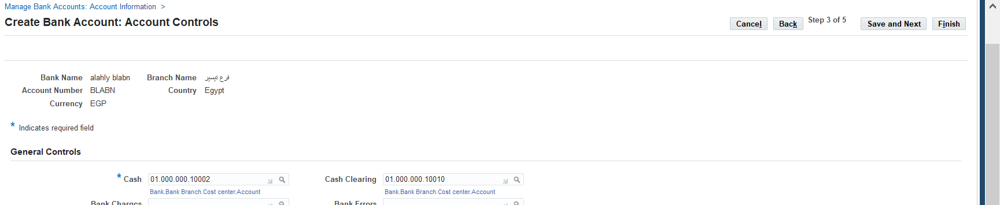 Manage Bank Accounts: Account Information >
Create Bank Account: Account Controls
Cancel Back Step 3 of 5 Save and Next Finish
Bank Name alahly blabn Branch Name فرع تيسير
Account Number BLABN Country Egypt
Currency EGP
* Indicates required field
General Controls
* Cash 01.000.000.10002 Cash Clearing 01.000.000.10010
Bank.Bank Branch.Cost center.Account Bank.Bank Branch.Cost center.Account
Bank Charges Bank Errors